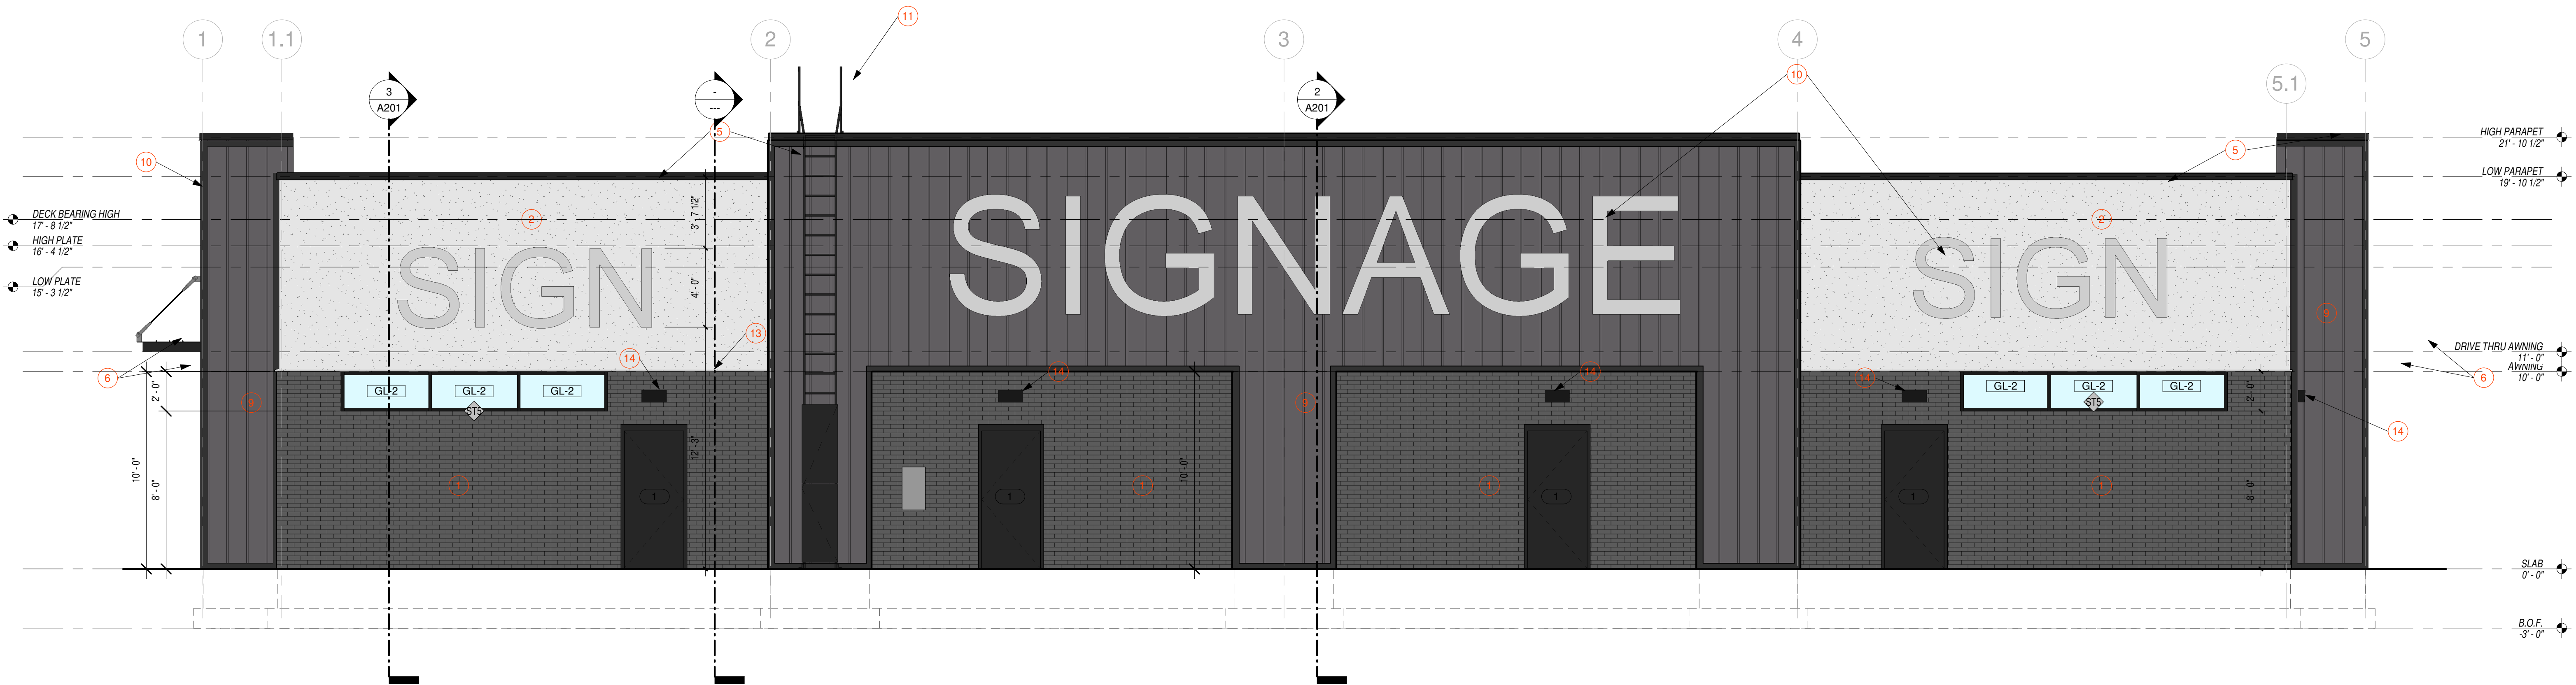 11
1
1.1
2
3
4
5
5.1
10
3
A201
-
---
2
A201
5
10
5
HIGH PARAPET
21' - 10 1/2"
LOW PARAPET
19' - 10 1/2"
DECK BEARING HIGH
17' - 8 1/2"
HIGH PLATE
16' - 4 1/2"
LOW PLATE
15' - 3 1/2"
2
3' - 7 1/2"
4' - 0"
SIGN
SIGNAGE
2
SIGN
9
13
14
14
14
14
6
6
DRIVE THRU AWNING
11' - 0"
AWNING
10' - 0"
2' - 0"
GL-2
GL-2
GL-2
ST5
GL-2
GL-2
GL-2
ST5
2' - 0"
9
9
14
12' - 3"
10' - 0"
8' - 0"
1
1
1
1
10' - 0"
1
1
1
1
8' - 0"
SLAB
0' - 0"
B.O.F.
-3' - 0"